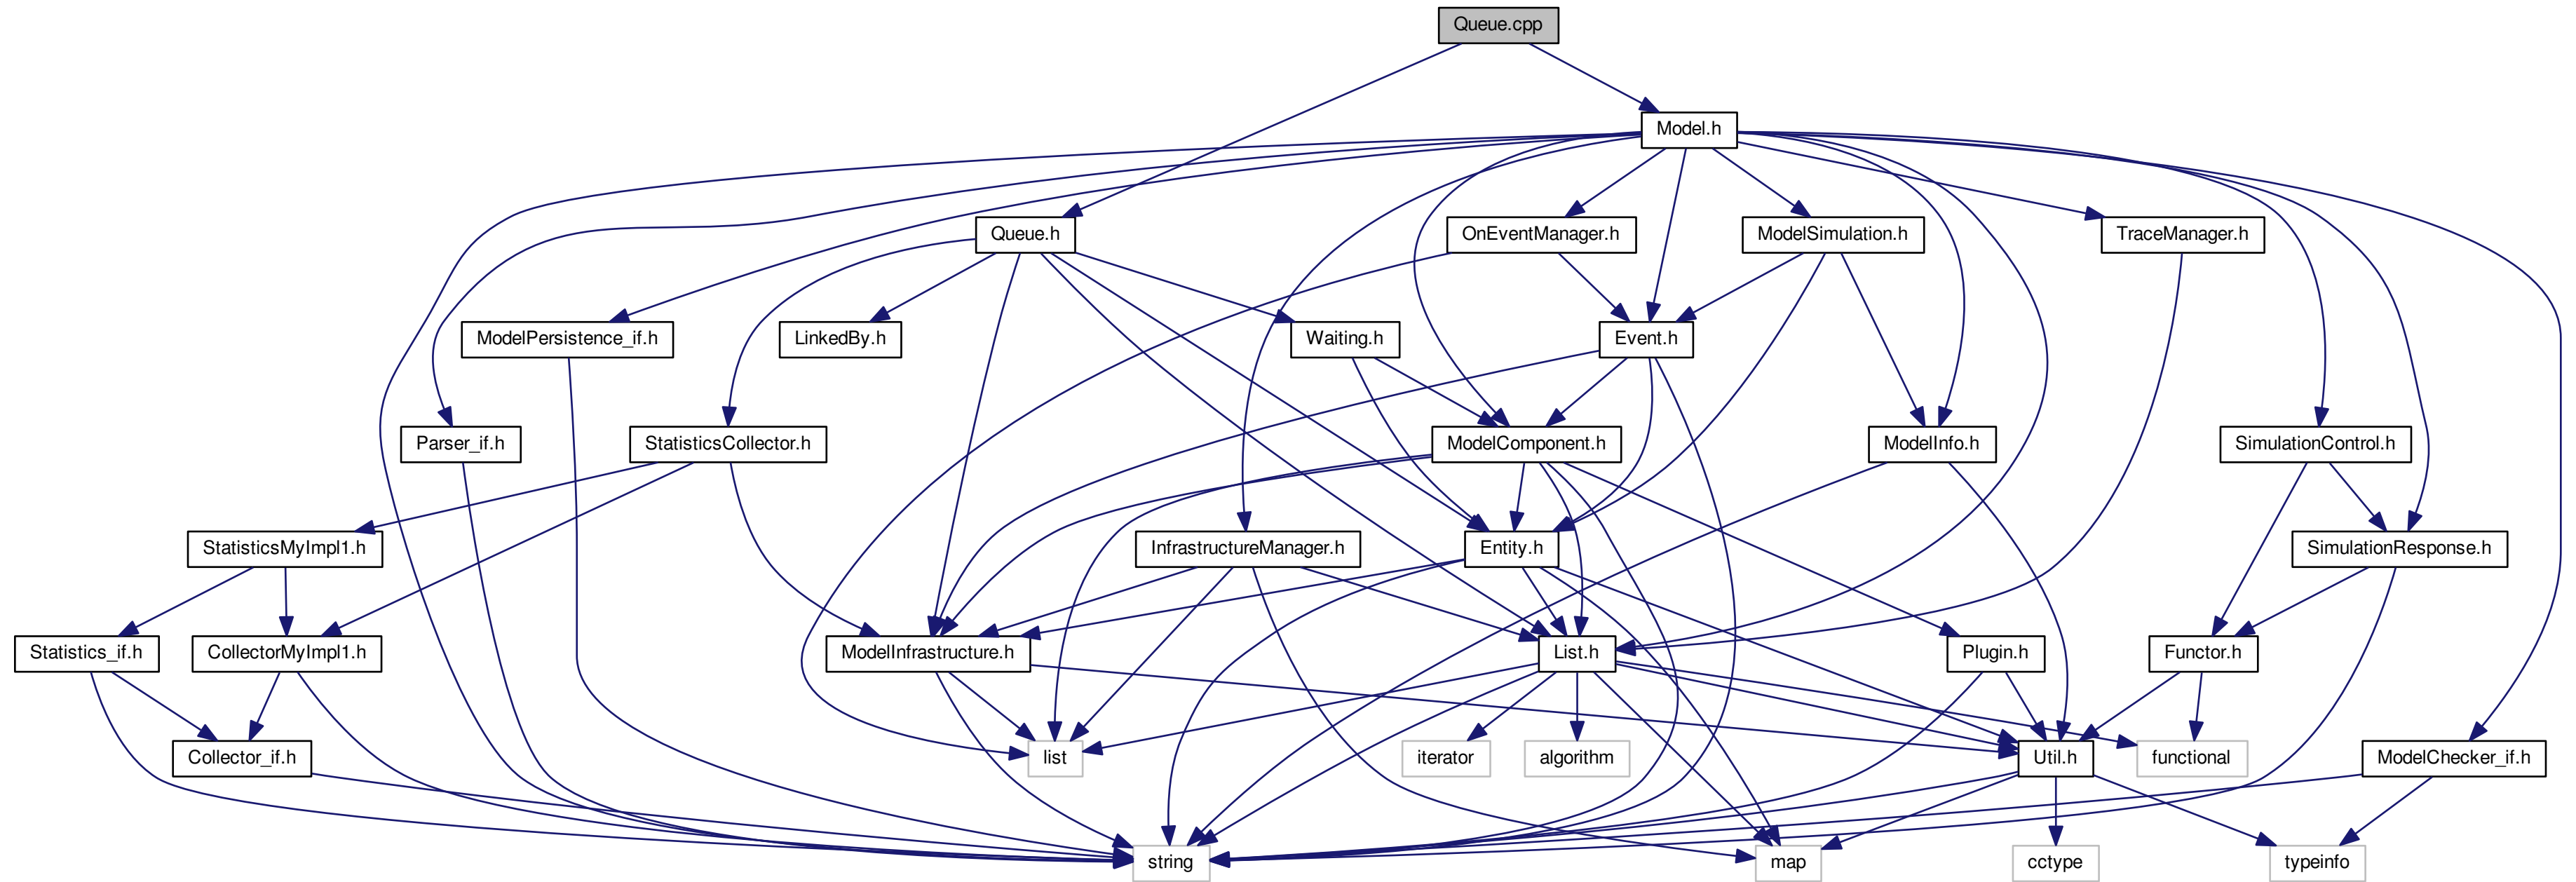 Queue.cpp
Model.h
Queue.h
OnEventManager.h
ModelSimulation.h
TraceManager.h
ModelPersistence_if.h
LinkedBy.h
Waiting.h
Event.h
Parser_if.h
StatisticsCollector.h
ModelComponent.h
ModelInfo.h
SimulationControl.h
StatisticsMyImpl1.h
InfrastructureManager.h
Entity.h
SimulationResponse.h
Statistics_if.h
CollectorMyImpl1.h
ModelInfrastructure.h
List.h
Plugin.h
Functor.h
Collector_if.h
list
iterator
algorithm
Util.h
functional
ModelChecker_if.h
string
map
cctype
typeinfo